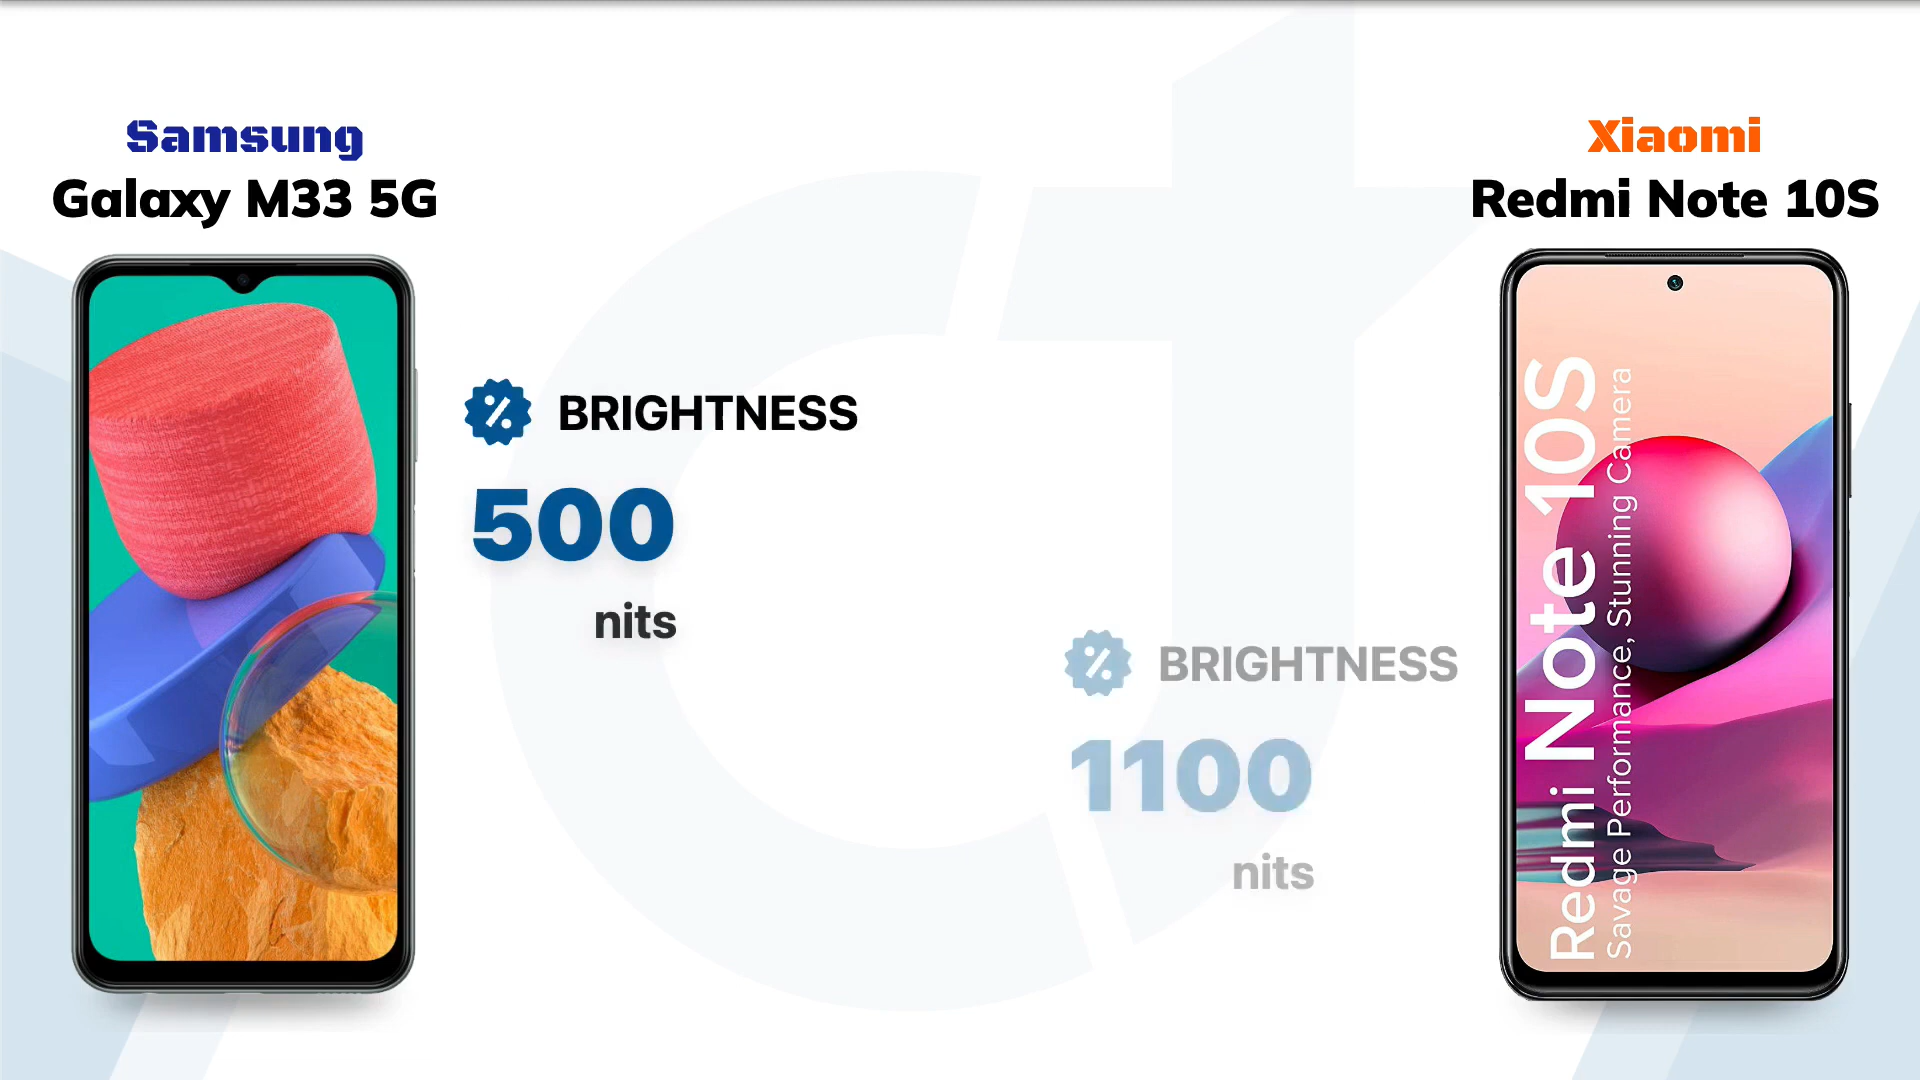 Samsung
Galaxy M33 5G
BRIGHTNESS
500
nits
Xiaomi
Redmi Note 10S
BRIGHTNESS
1100
nits
Redmi Note 10S
Savage Performance, Stunning Camera
ct